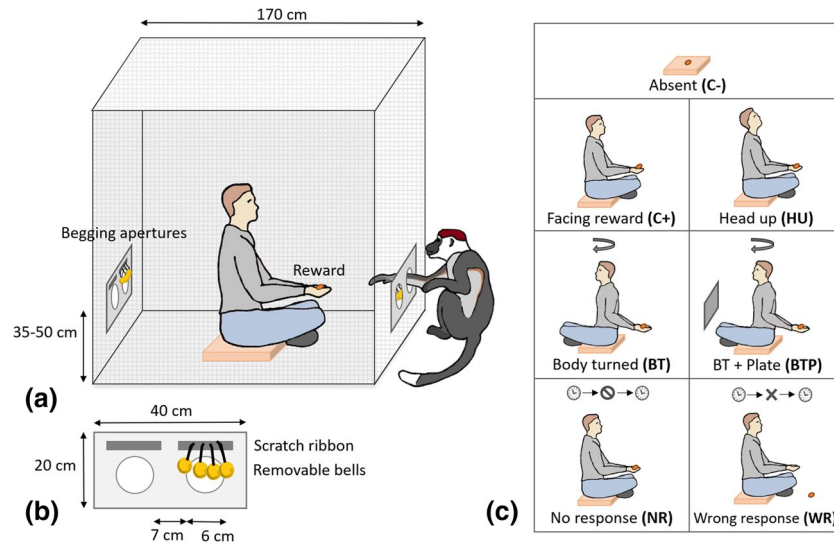 170 cm
Begging apertures
Reward
35-50 cm
(a)
40 cm
20 cm
Scratch ribbon
Removable bells
(b)
7 cm
6 cm
Absent (C-)
Facing reward (C+)
Head up (HU)
Body turned (BT)
BT + Plate (BTP)
No response (NR)
Wrong response (WR)
(c)